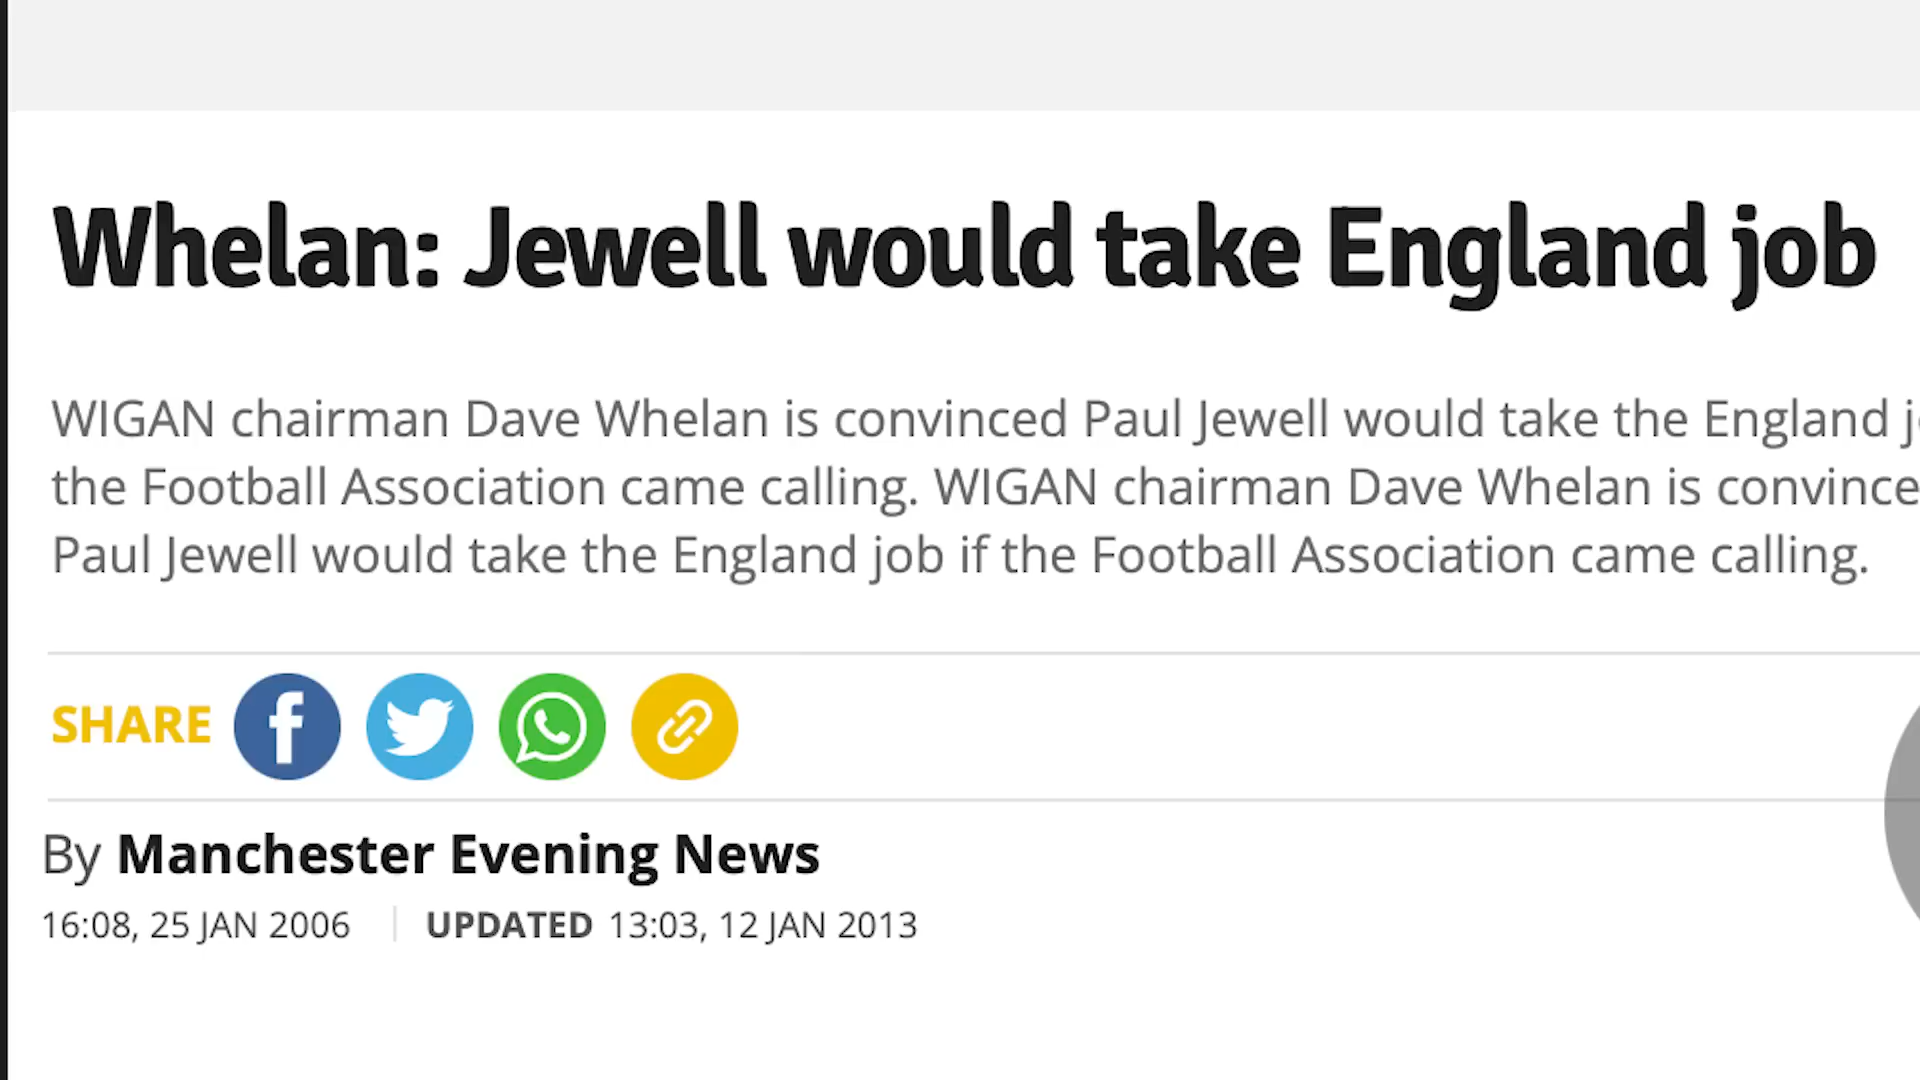 Whelan: Jewell would take England job
WIGAN chairman Dave Whelan is convinced Paul Jewell would take the England
the Football Association came calling. WIGAN chairman Dave Whelan is convince
Paul Jewell would take the England job if the Football Association came calling.
SHARE
By Manchester Evening News
16:08, 25 JAN 2006 UPDATED 13:03, 12 JAN 2013